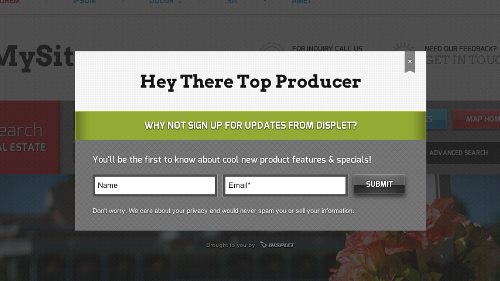 MySit
FOR INQUIRY CALL US
NEED OUR FEEDBACK?
GET IN TOUC
×
Hey There Top Producer
WHY NOT SIGN UP FOR UPDATES FROM DISPLET?
MAP HOM
earch
AL ESTATE
ADVANCED SEARCH
You'll be the first to know about cool new product features & specials!
Name
Email*
SUBMIT
Don't worry. We care about your privacy and would never spam you or sell your information.
Brought to you by DISPLET